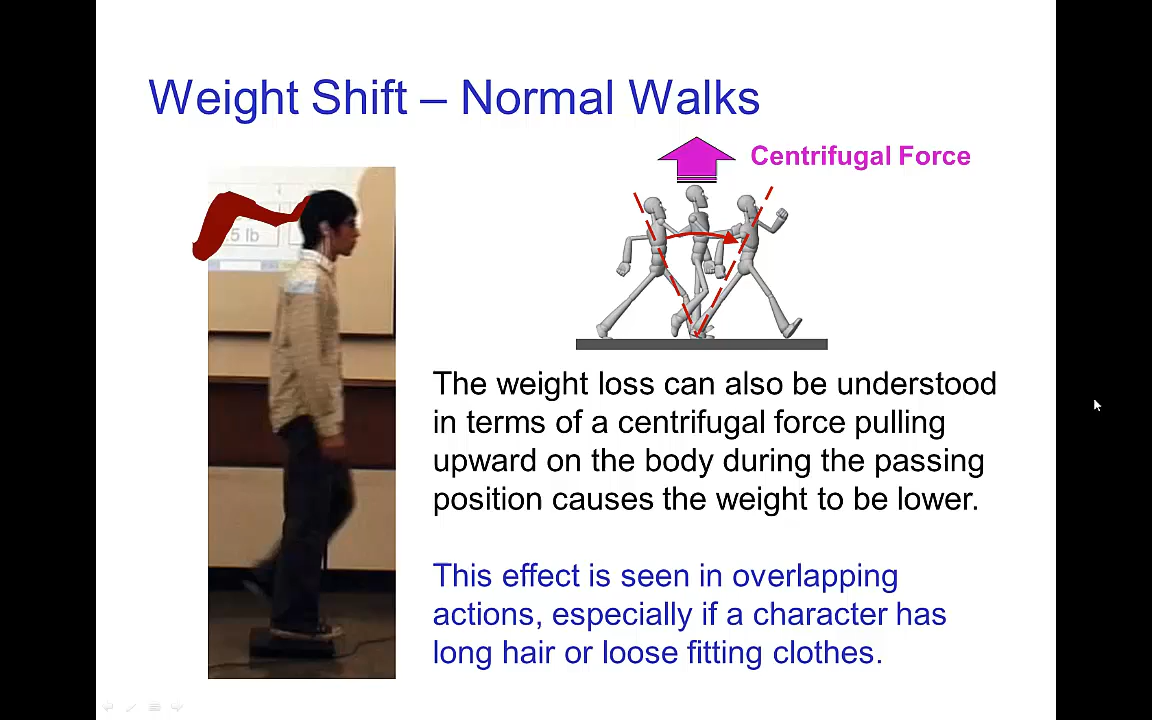 Weight Shift – Normal Walks
Centrifugal Force
5 lb
The weight loss can also be understood
in terms of a centrifugal force pulling
upward on the body during the passing
position causes the weight to be lower.
This effect is seen in overlapping
actions, especially if a character has
long hair or loose fitting clothes.